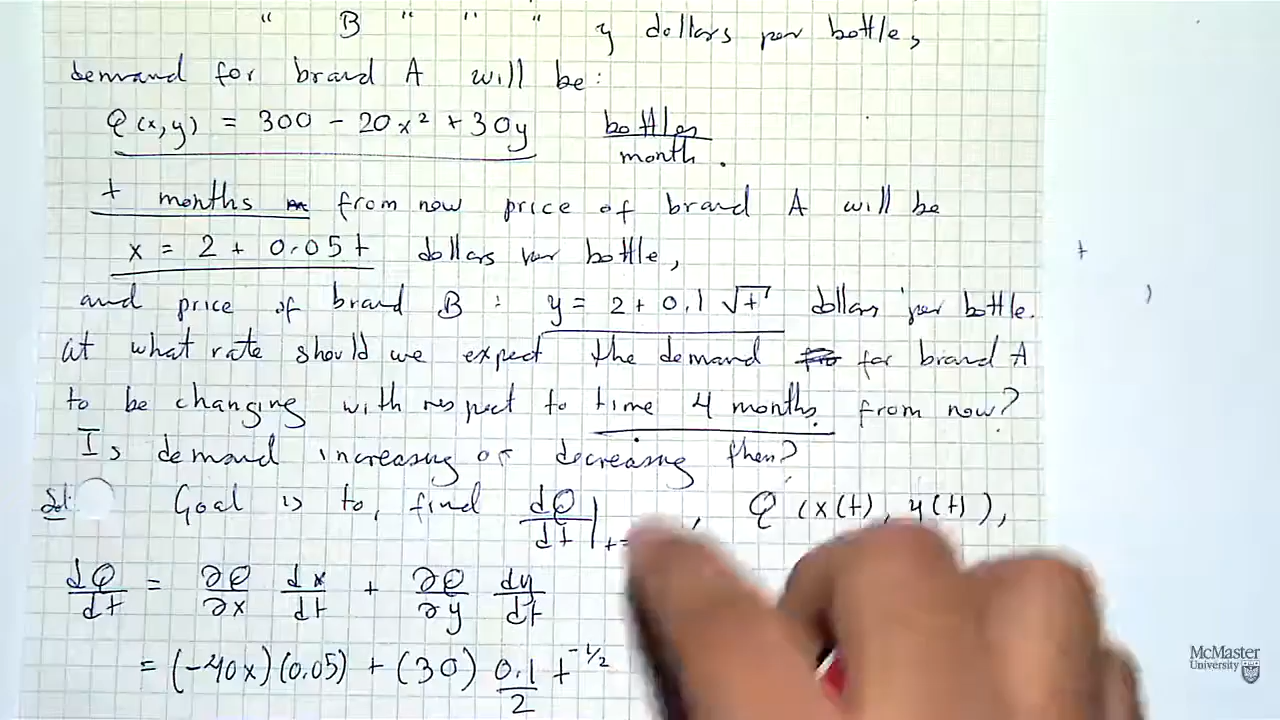 " B " " " y dollars per bottle,
demand for brand A will be:
Q(x,y) = 300 - 20x² + 30y bottles/month.
t months from now price of brand A will be
x = 2 + 0.05t dollars per bottle,
and price of brand B : y = 2 + 0.1 √t dollars per bottle.
at what rate should we expect the demand for brand A
to be changing with respect to time 4 months from now?
Is demand increasing or decreasing then?
Sol: Goal is to, find dQ/dt | t= , Q (x(t), y(t)),
dQ/dt = ∂Q/∂x dx/dt + ∂Q/∂y dy/dt
= (-40x)(0.05) + (30) 0.1/2 t^-1/2
McMaster
University